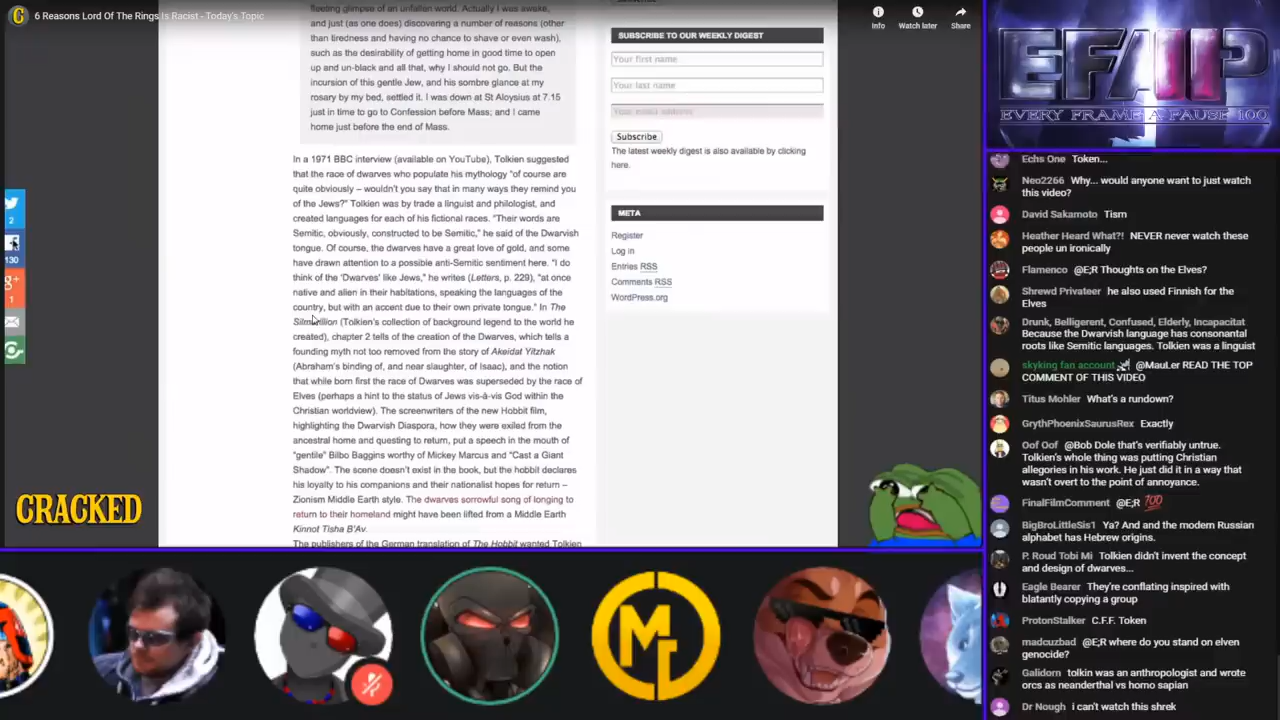 6 Reasons Lord Of The Rings Is Racist - Today's Topic
Info
Watch later
Share
fleeting glimpse of an unfallen world. Actually I was awake,
and just (as one does) discovering a number of reasons (other
than tiredness and having no chance to shave or even wash),
such as the desirability of getting home in good time to open
up and un-black and all that, why I should not go. But the
incursion of this gentle Jew, and his sombre glance at my
rosary by my bed, settled it. I was down at St Aloysius at 7.15
just in time to go to Confession before Mass; and I came
home just before the end of Mass.
In a 1971 BBC interview (available on YouTube), Tolkien suggested
that the race of dwarves who populate his mythology "of course are
quite obviously – wouldn't you say that in many ways they remind you
of the Jews?" Tolkien was by trade a linguist and philologist, and
created languages for each of his fictional races. "Their words are
Semitic, obviously, constructed to be Semitic," he said of the Dwarvish
tongue. Of course, the dwarves have a great love of gold, and some
have drawn attention to a possible anti-Semitic sentiment here. "I do
think of the 'Dwarves' like Jews," he writes (Letters, p. 229), "at once
native and alien in their habitations, speaking the languages of the
country, but with an accent due to their own private tongue." In The
Silmarillion (Tolkien's collection of background legend to the world he
created), chapter 2 tells of the creation of the Dwarves, which tells a
founding myth not too removed from the story of Akeidat Yitzhak
(Abraham's binding of, and near slaughter, of Isaac), and the notion
that while born first the race of Dwarves was superseded by the race of
Elves (perhaps a hint to the status of Jews vis-à-vis God within the
Christian worldview). The screenwriters of the new Hobbit film,
highlighting the Dwarvish Diaspora, how they were exiled from the
ancestral home and questing to return, put a speech in the mouth of
"gentile" Bilbo Baggins worthy of Mickey Marcus and "Cast a Giant
Shadow". The scene doesn't exist in the book, but the hobbit declares
his loyalty to his companions and their nationalist hopes for return –
Zionism Middle Earth style. The dwarves sorrowful song of longing to
return to their homeland might have been lifted from a Middle Earth
Kinnot Tisha B'Av.
The publishers of the German translation of The Hobbit wanted Tolkien
2
130
g+
1
CRACKED
SUBSCRIBE TO OUR WEEKLY DIGEST
Your first name
Your last name
Your email address
Subscribe
The latest weekly digest is also available by clicking
here.
META
Register
Log in
Entries RSS
Comments RSS
WordPress.org
EFAP
EVERY FRAME A PAUSE 100
Echs One Token...
Neo2266 Why... would anyone want to just watch
this video?
David Sakamoto Tism
Heather Heard What?! NEVER never watch these
people un ironically
Flamenco @E;R Thoughts on the Elves?
Shrewd Privateer he also used Finnish for the
Elves
Drunk, Belligerent, Confused, Elderly, Incapacitat
Because the Dwarvish language has consonantal
roots like Semitic languages. Tolkien was a linguist
skyking fan account @MauLer READ THE TOP
COMMENT OF THIS VIDEO
Titus Mohler What's a rundown?
GrythPhoenixSaurusRex Exactly
Oof Oof @Bob Dole that's verifiably untrue.
Tolkien's whole thing was putting Christian
allegories in his work. He just did it in a way that
wasn't overt to the point of annoyance.
FinalFilmComment @E;R 💯
BigBroLittleSis1 Ya? And and the modern Russian
alphabet has Hebrew origins.
P. Roud Tobi Mi Tolkien didn't invent the concept
and design of dwarves...
Eagle Bearer They're conflating inspired with
blatantly copying a group
ProtonStalker C.F.F. Token
madcuzbad @E;R where do you stand on elven
genocide?
Galidorn tolkin was an anthropologist and wrote
orcs as neanderthal vs homo sapian
Dr Nough i can't watch this shrek